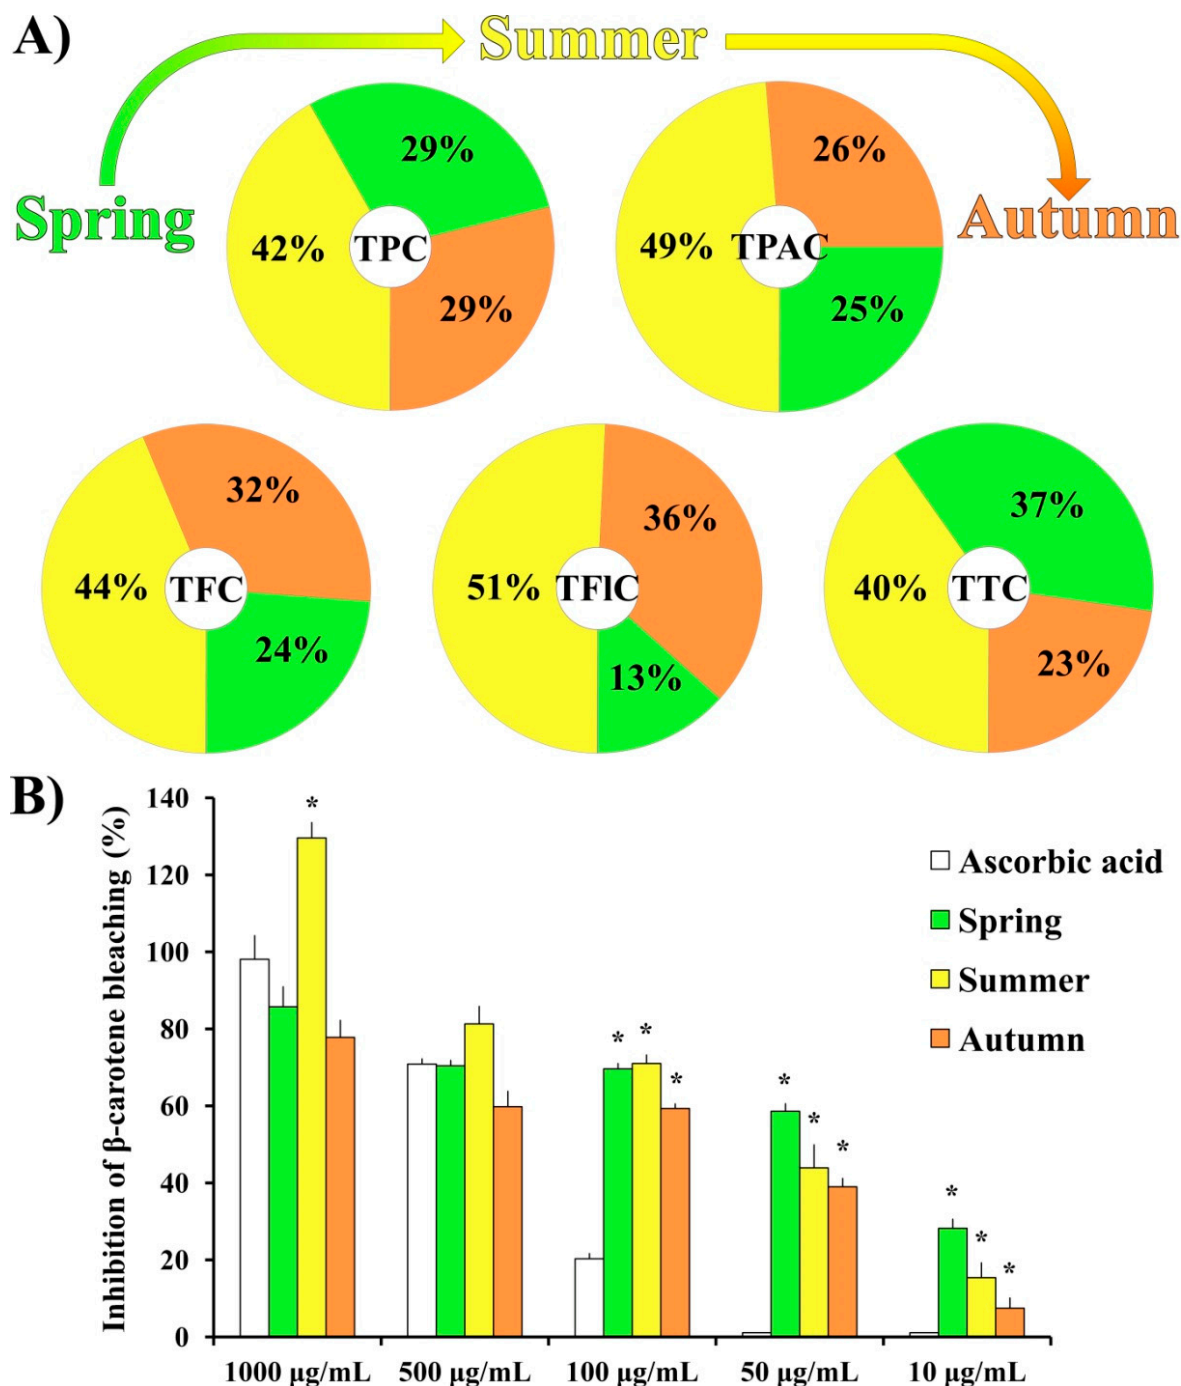 A)
Summer
Spring
Autumn
29%
42%
TPC
29%
26%
49%
TPAC
25%
32%
44%
TFC
24%
36%
51%
TFlC
13%
37%
40%
TTC
23%
B)
Inhibition of β-carotene bleaching (%)
140
120
100
80
60
40
20
0
*
* * *
* * *
* * *
Ascorbic acid
Spring
Summer
Autumn
1000 μg/mL 500 μg/mL 100 μg/mL 50 μg/mL 10 μg/mL